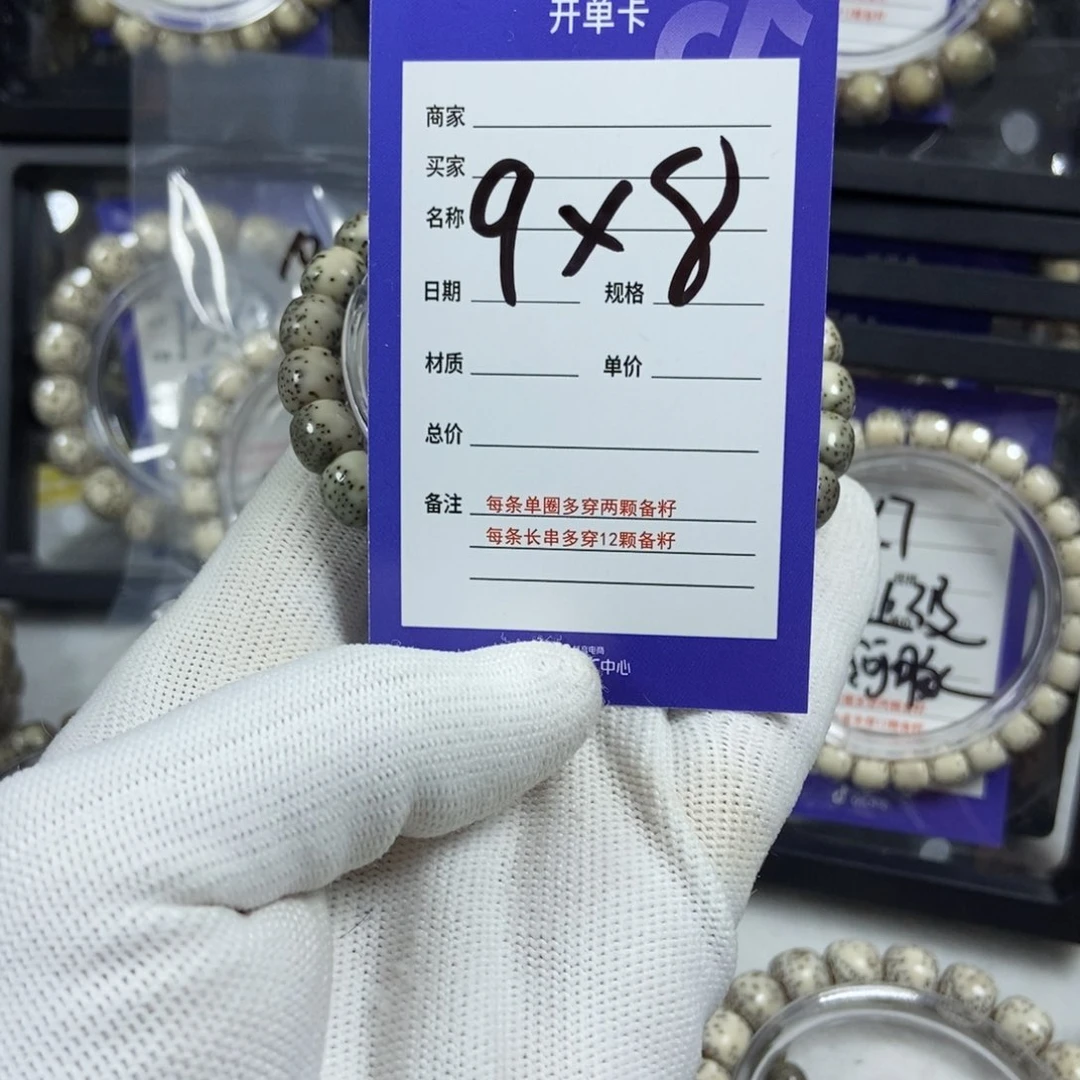 开单卡
商家
买家
名称
9x8
日期 规格
材质 单价
总价
备注 每条单圈多穿两颗备籽
每条长串多穿12颗备籽
中心